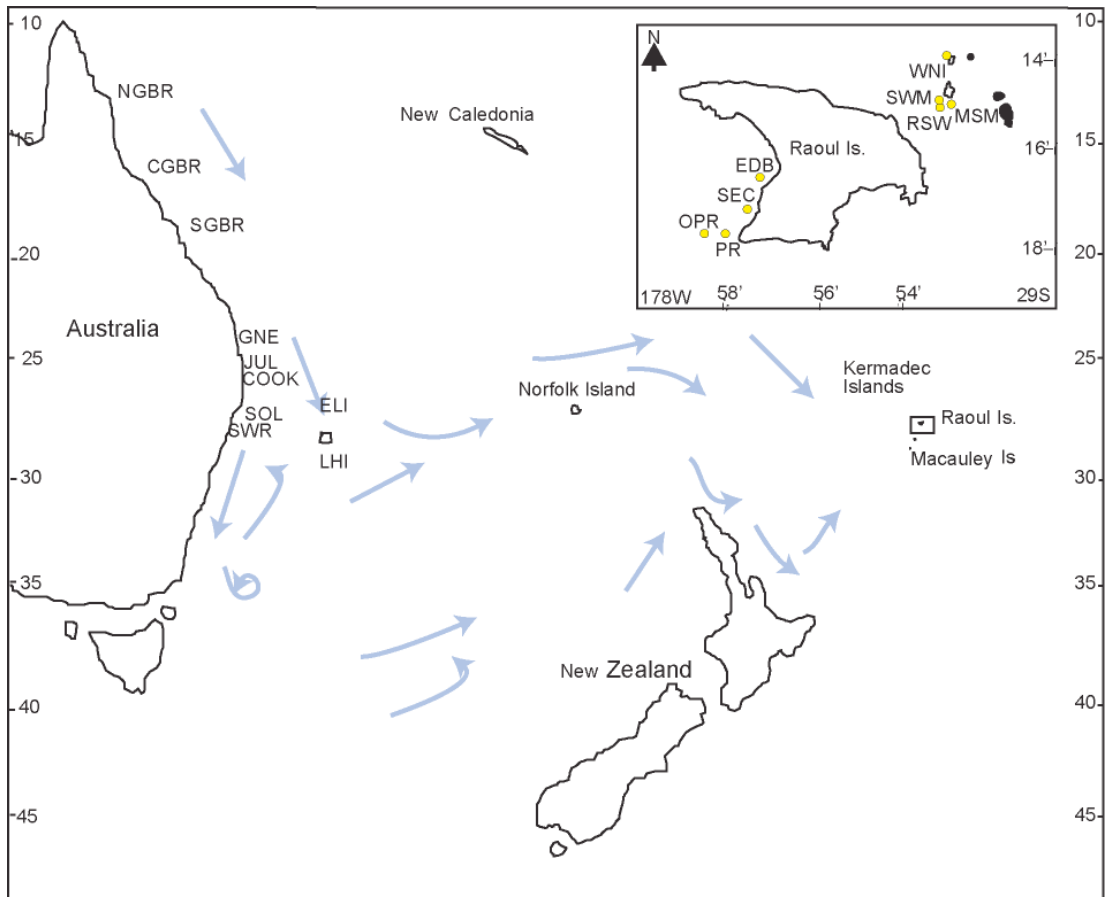 10
10
N
14'
WNI
NGBR
SWM
MSM
RSW
New Caledonia
15
15
16'
Raoul Is.
CGBR
EDB
SEC
SGBR
OPR
PR
18'
20
20
178W
58'
56'
54'
29S
Australia
GNE
25
JUL
25
COOK
Kermadec
Islands
Norfolk Island
ELI
SOL
Raoul Is.
SWR
LHI
Macauley Is
30
30
35
35
New Zealand
40
40
45
45